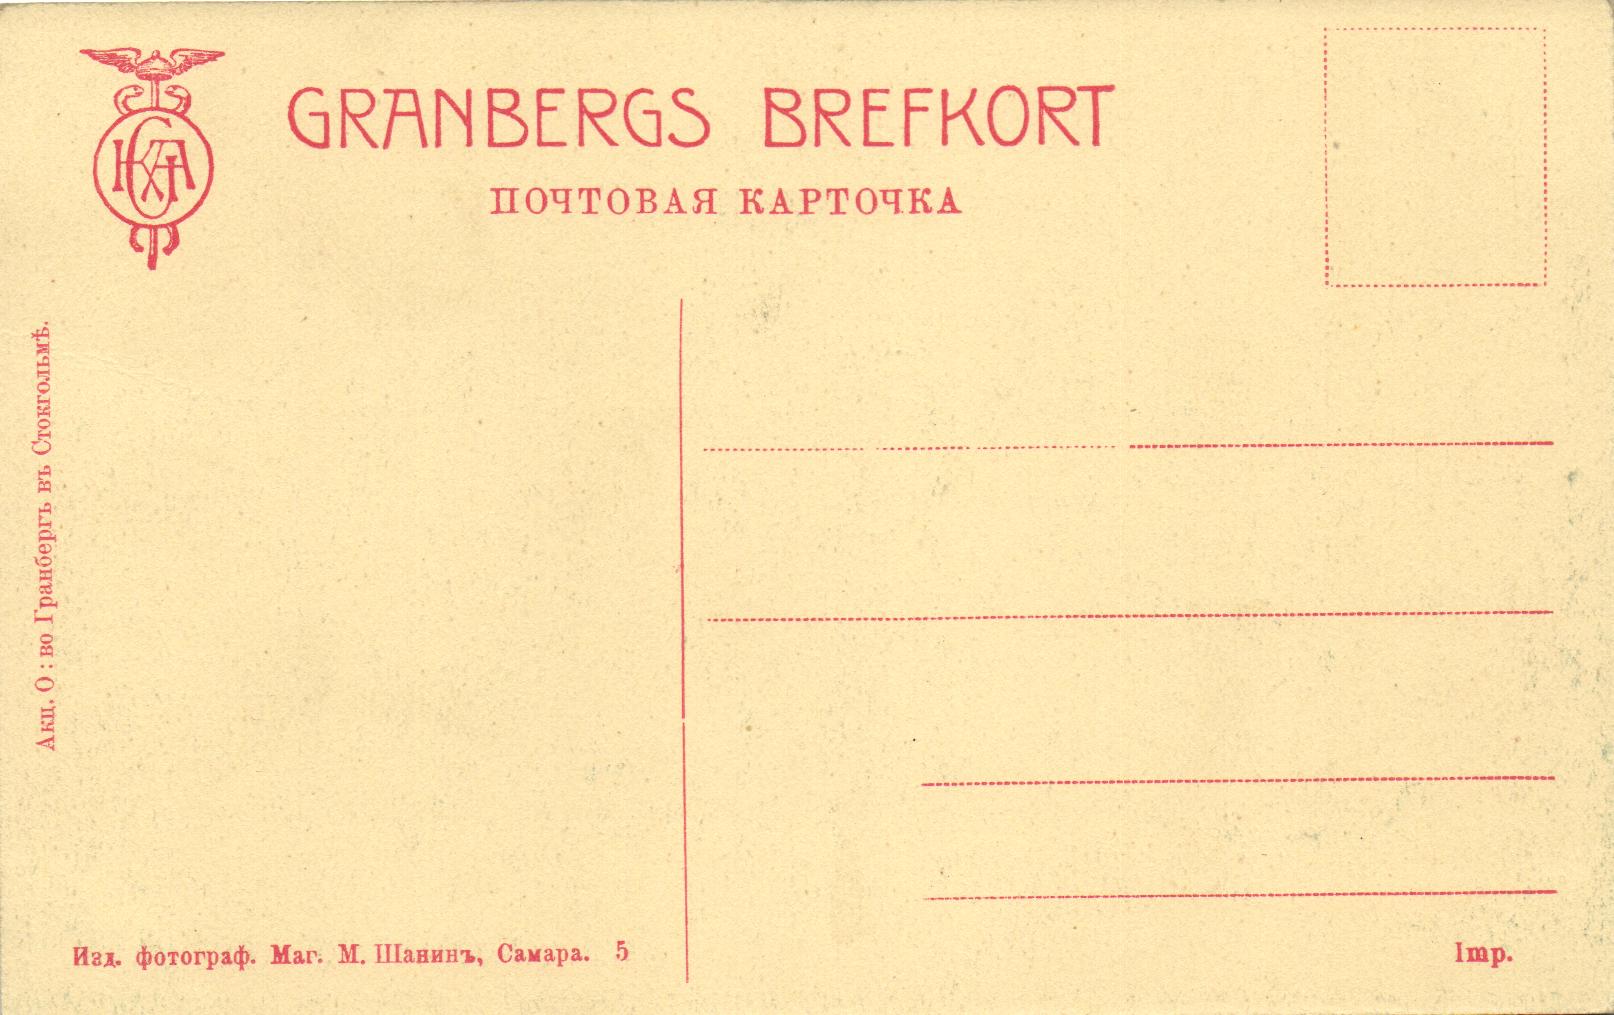 GRANBERGS BREFKORT
ПОЧТОВАЯ КАРТОЧКА
Акц. О : во Гранбергъ въ Стокгольмѣ.
Изд. фотограф. Маг. М. Шанинъ, Самара. 5
Imp.